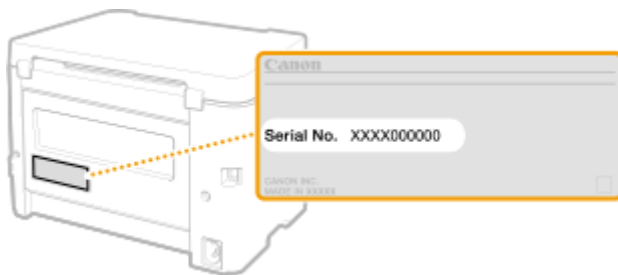 Canon
Serial No. XXXX000000
CANON INC.
MADE IN XXXXX